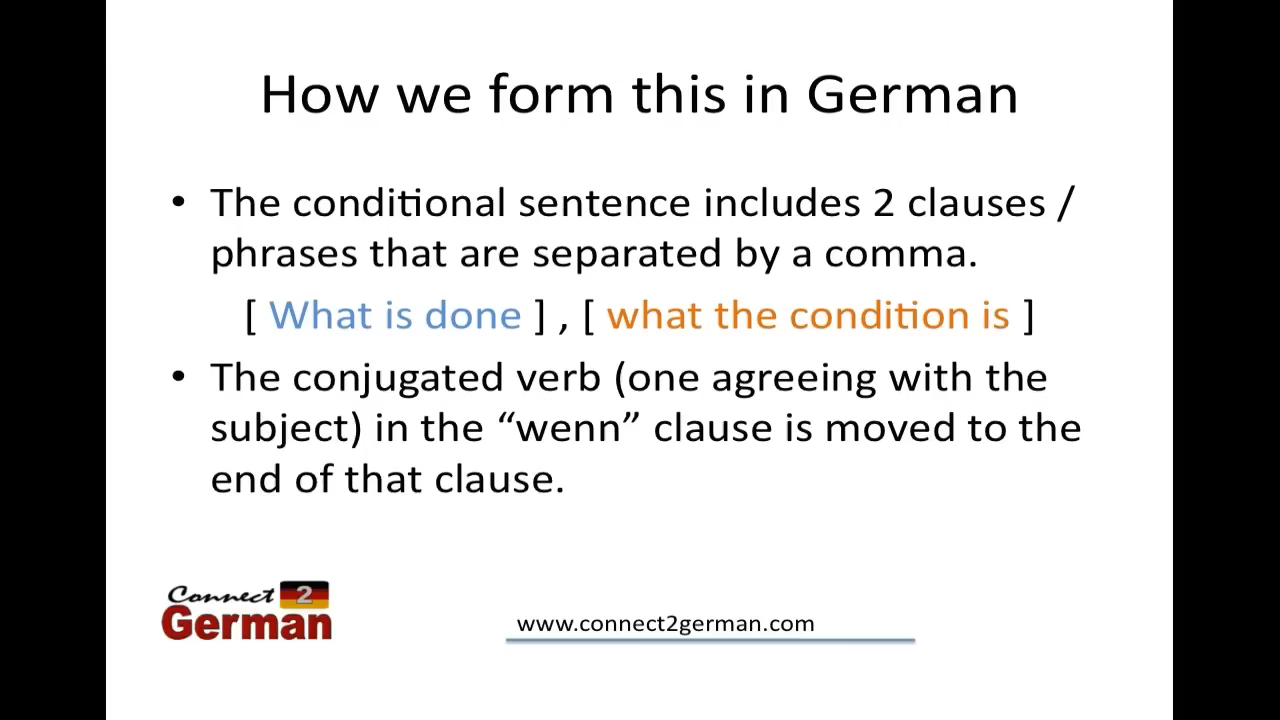 How we form this in German
• The conditional sentence includes 2 clauses /
phrases that are separated by a comma.
[ What is done ] , [ what the condition is ]
• The conjugated verb (one agreeing with the
subject) in the “wenn” clause is moved to the
end of that clause.
Connect 2
German
www.connect2german.com